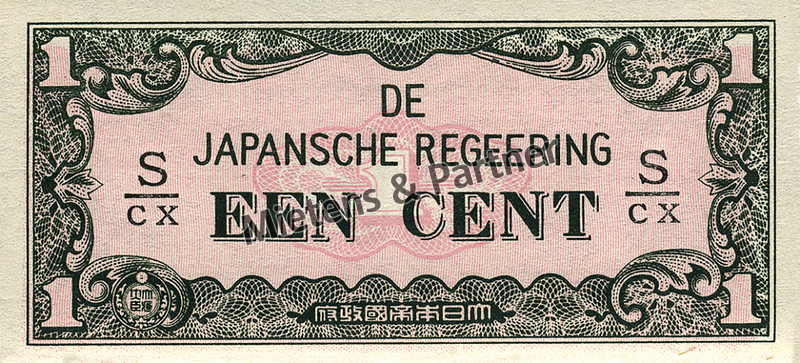 1 1
DE
JAPANSCHE REGEERING
S
CX
EEN CENT
S
CX
Mietens & Partner
1
1 1
府政國帝本日大